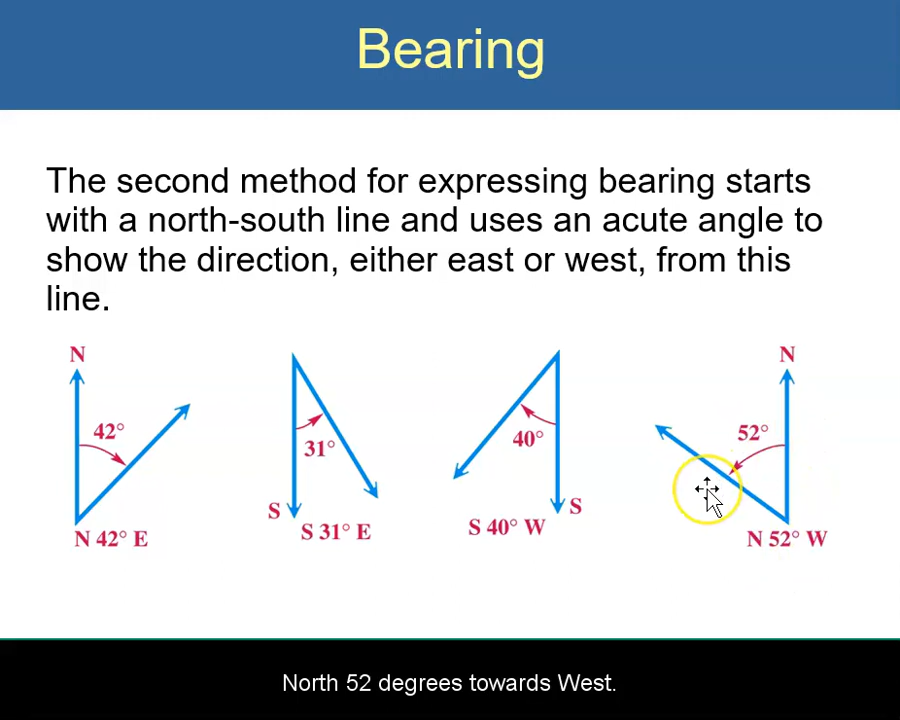 Bearing
The second method for expressing bearing starts
with a north-south line and uses an acute angle to
show the direction, either east or west, from this
line.
N
42°
N 42° E
31°
S
S 31° E
40°
S
S 40° W
N
52°
N 52° W
North 52 degrees towards West.